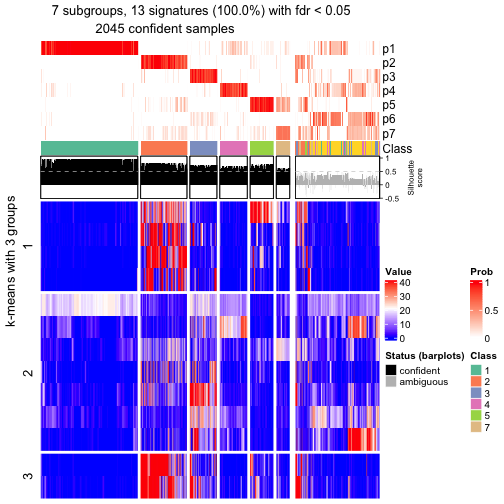 7 subgroups, 13 signatures (100.0%) with fdr < 0.05
2045 confident samples
p1
p2
p3
p4
p5
p6
p7
Class
1
0.5
0
-0.5
Silhouette
score
k-means with 3 groups
1
2
3
Value
40
30
20
10
0
Prob
1
0.5
0
Status (barplots)
confident
ambiguous
Class
1
2
3
4
5
7